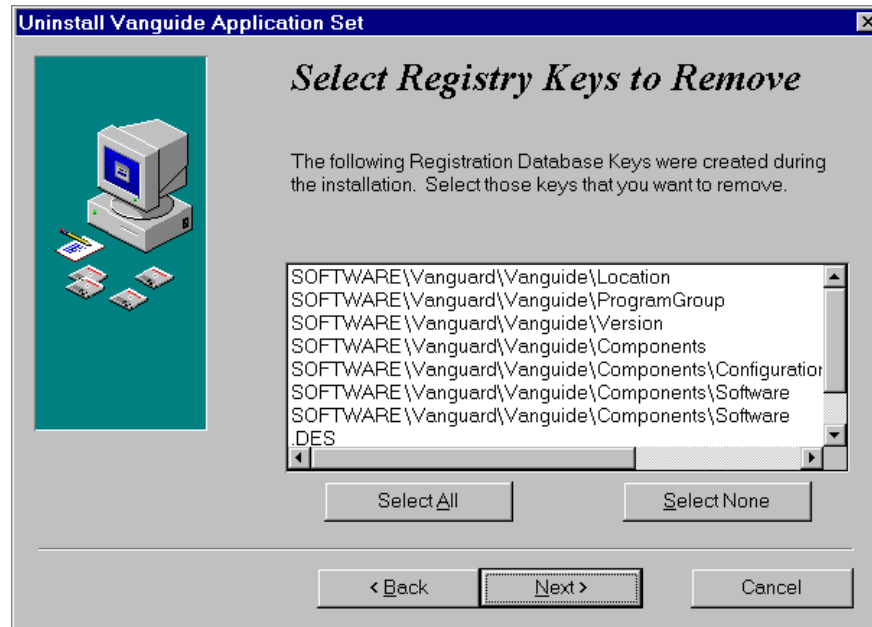 Uninstall Vanguide Application Set
Select Registry Keys to Remove
The following Registration Database Keys were created during
the installation. Select those keys that you want to remove.
SOFTWARE\Vanguard\Vanguide\Location
SOFTWARE\Vanguard\Vanguide\ProgramGroup
SOFTWARE\Vanguard\Vanguide\Version
SOFTWARE\Vanguard\Vanguide\Components
SOFTWARE\Vanguard\Vanguide\Components\Configuration
SOFTWARE\Vanguard\Vanguide\Components\Software
SOFTWARE\Vanguard\Vanguide\Components\Software
.DES
Select All
Select None
< Back
Next >
Cancel